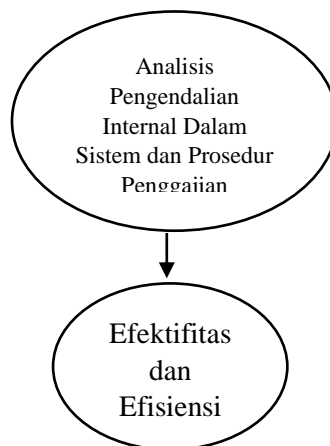 Analisis
Pengendalian
Internal Dalam
Sistem dan Prosedur
Penggajian
Efektifitas
dan
Efisiensi